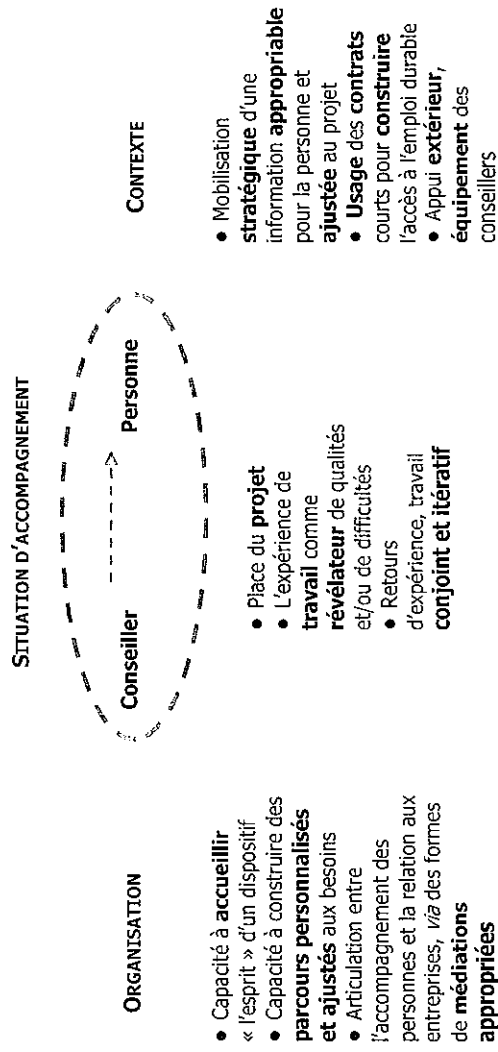 SITUATION D'ACCOMPAGNEMENT
ORGANISATION
Conseiller
Personne
CONTEXTE
• Capacité à accueillir
« l'esprit » d'un dispositif
• Capacité à construire des
parcours personnalisés
et ajustés aux besoins
• Articulation entre
l'accompagnement des
personnes et la relation aux
entreprises, via des formes
de médiations
appropriées
• Place du projet
• L'expérience de
travail comme
révélateur de qualités
et/ou de difficultés
• Retours
d'expérience, travail
conjoint et itératif
• Mobilisation
stratégique d'une
information appropriable
pour la personne et
ajustée au projet
• Usage des contrats
courts pour construire
l'accès à l'emploi durable
• Appui extérieur,
équipement des
conseillers